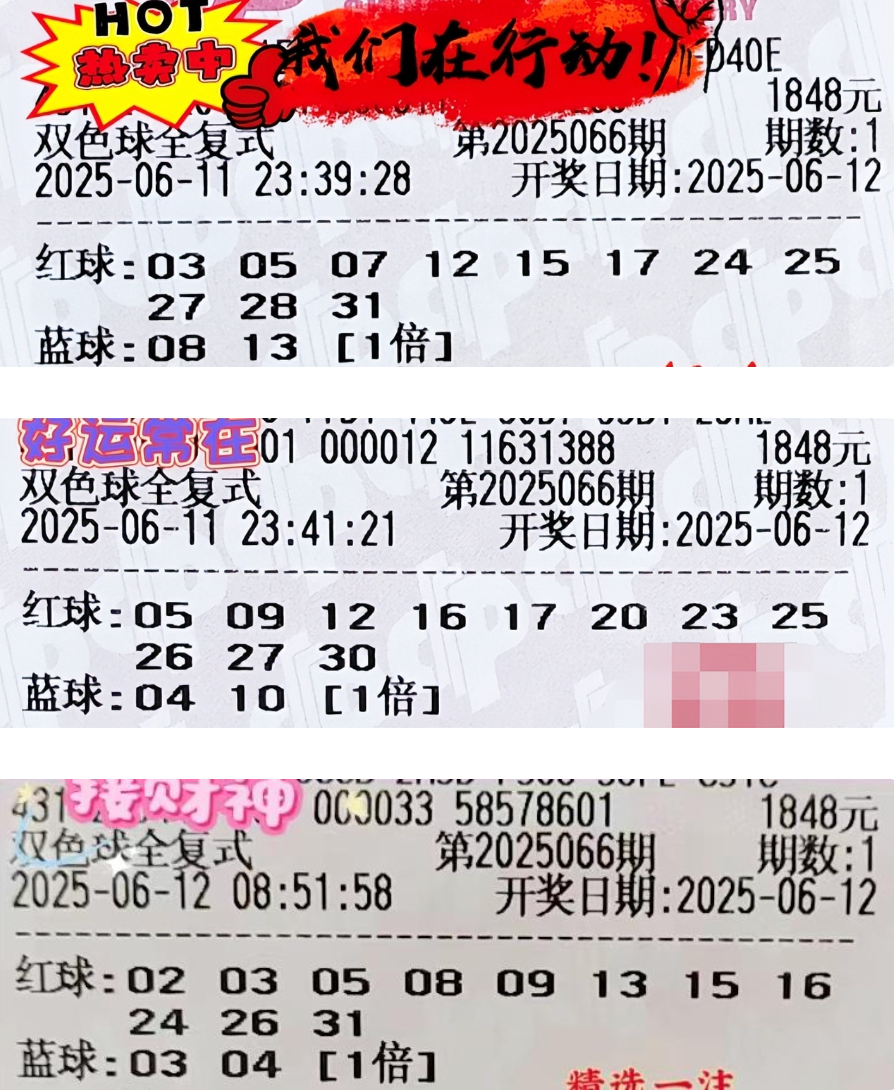 HOT
热卖中
我们在行动!
D40E
1848元
双色球全复式 第2025066期 期数:1
2025-06-11 23:39:28 开奖日期:2025-06-12
红球:03 05 07 12 15 17 24 25
27 28 31
蓝球:08 13 [1倍]
好运常在
01 000012 11631388 1848元
双色球全复式 第2025066期 期数:1
2025-06-11 23:41:21 开奖日期:2025-06-12
红球:05 09 12 16 17 20 23 25
26 27 30
蓝球:04 10 [1倍]
接财神
431 000033 58578601 1848元
双色球全复式 第2025066期 期数:1
2025-06-12 08:51:58 开奖日期:2025-06-12
红球:02 03 05 08 09 13 15 16
24 26 31
蓝球:03 04 [1倍]
精选一注